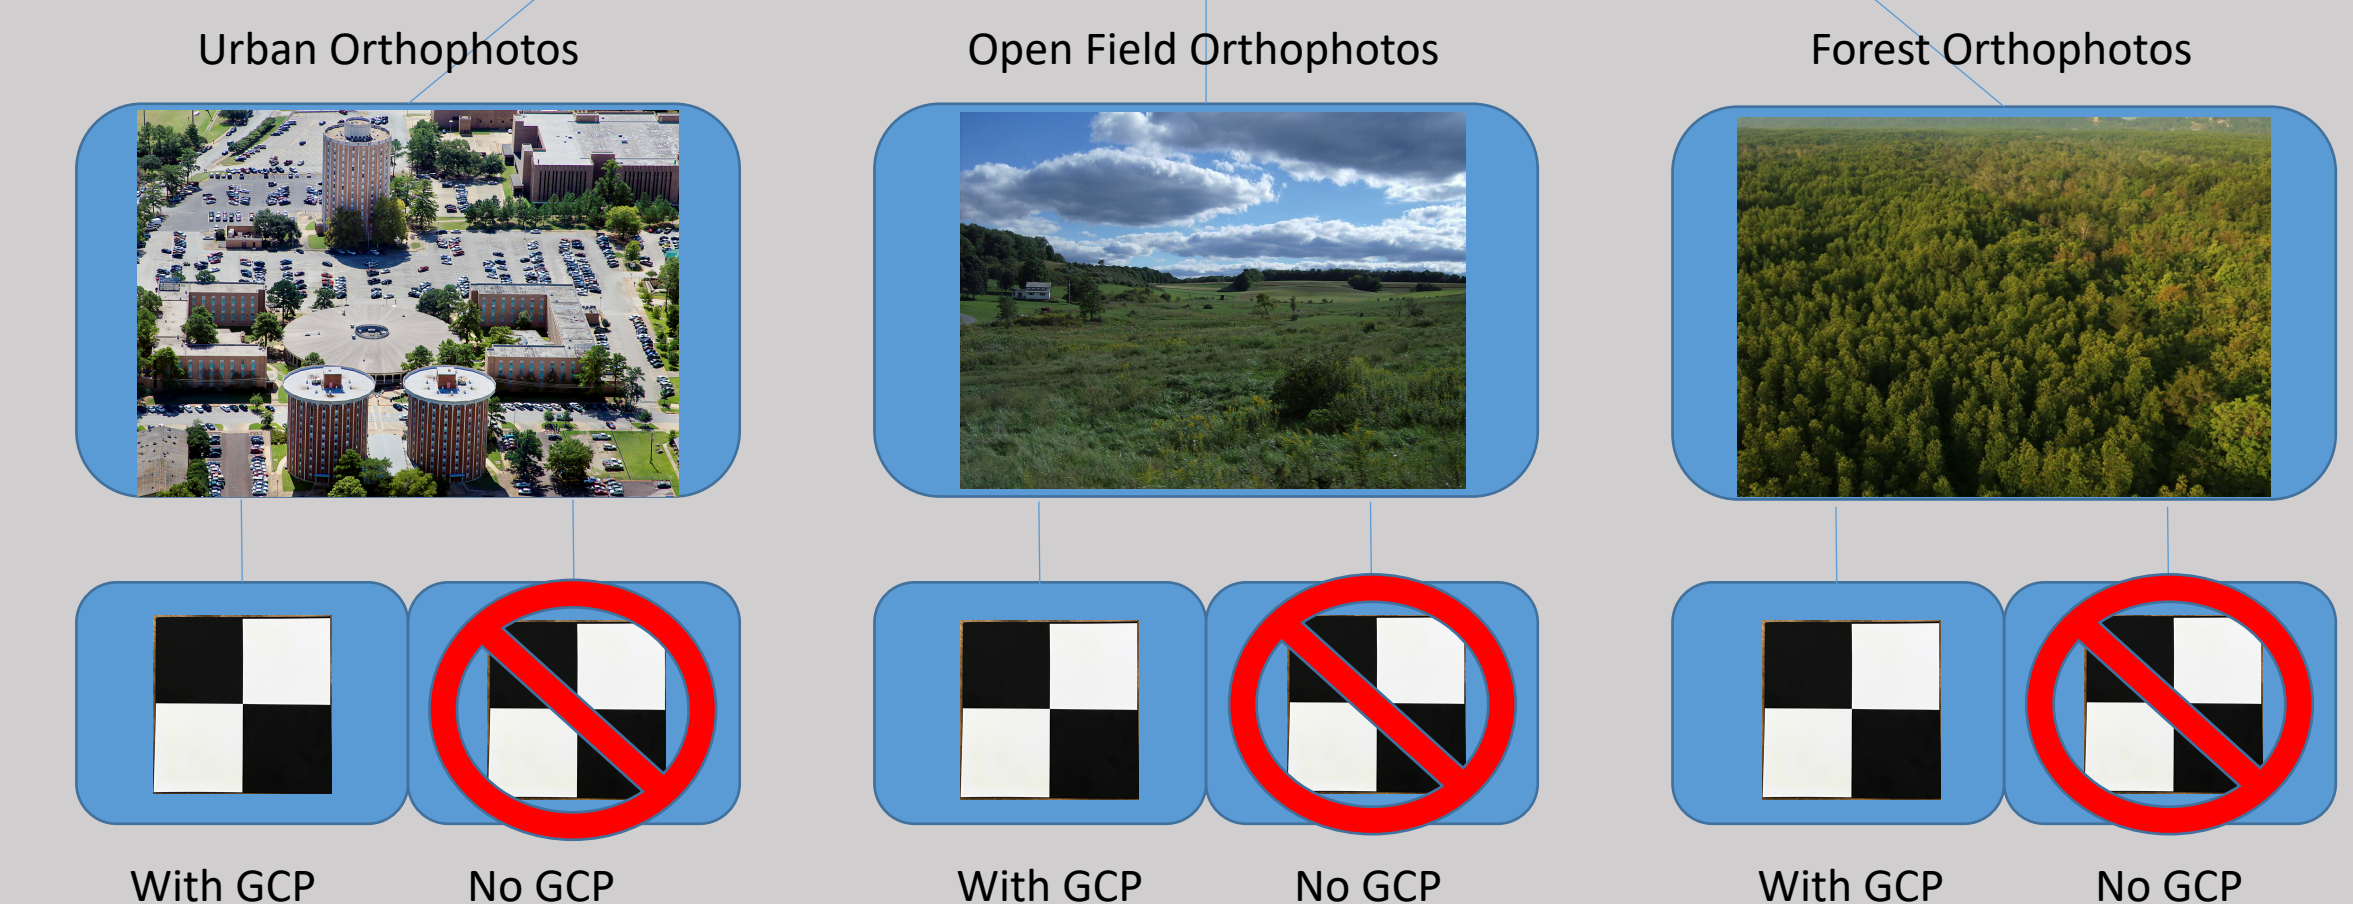 Urban Orthophotos
Open Field Orthophotos
Forest Orthophotos
With GCP
No GCP
With GCP
No GCP
With GCP
No GCP